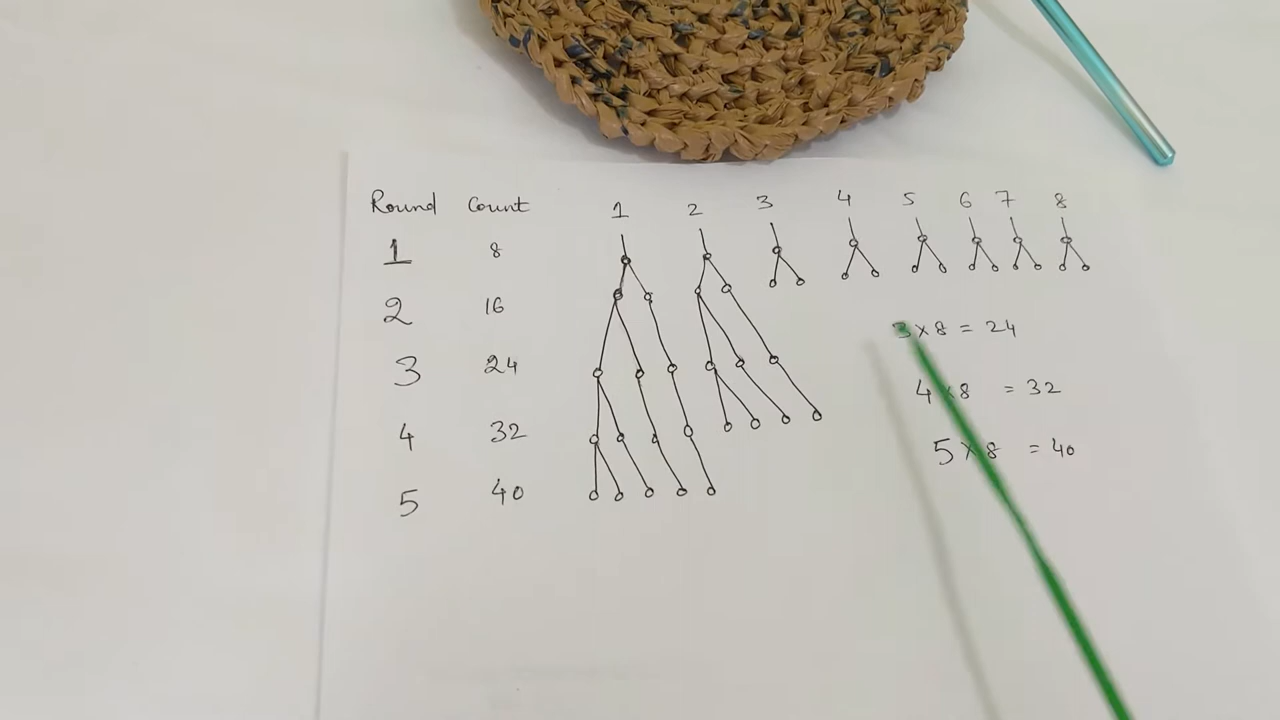 Round Count 1 2 3 4 5 6 7 8
1 8
2 16
3 24
4 32
5 40
3 x 8 = 24
4 x 8 = 32
5 x 8 = 40